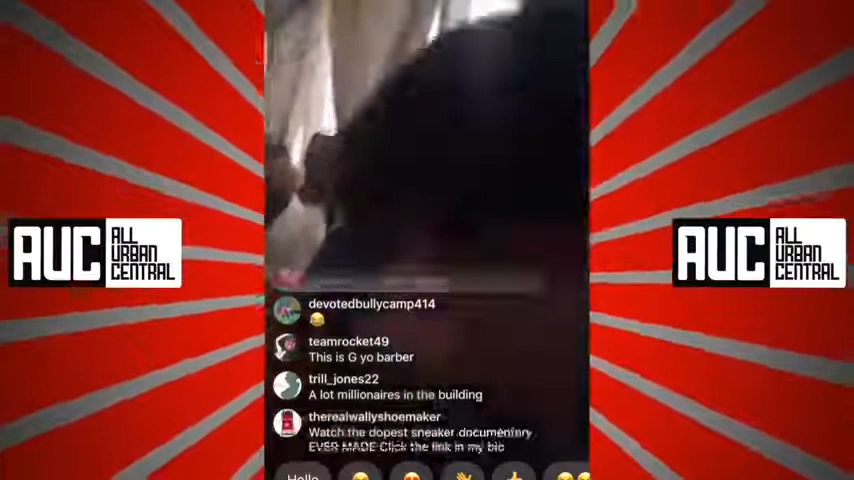 AUC ALL
URBAN
CENTRAL
AUC ALL
URBAN
CENTRAL
devotedbullycamp414
😂
teamrocket49
This is G yo barber
trill_jones22
A lot millionaires in the building
therealwallyshoemaker
Watch the dopest sneaker documentary
EVER MADE Click the link in my bio
Hello